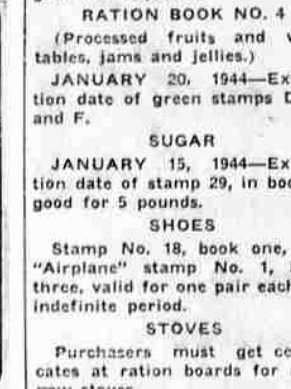 RATION BOOK NO. 4
(Processed fruits and
tables, jams and jellies.)
JANUARY 20, 1944—Ex
tion date of green stamps D
and F.
SUGAR
JANUARY 15, 1944—Ex
tion date of stamp 29, in boo
good for 5 pounds.
SHOES
Stamp No. 18, book one,
"Airplane" stamp No. 1,
three, valid for one pair each
indefinite period.
STOVES
Purchasers must get ce
cates at ration boards for